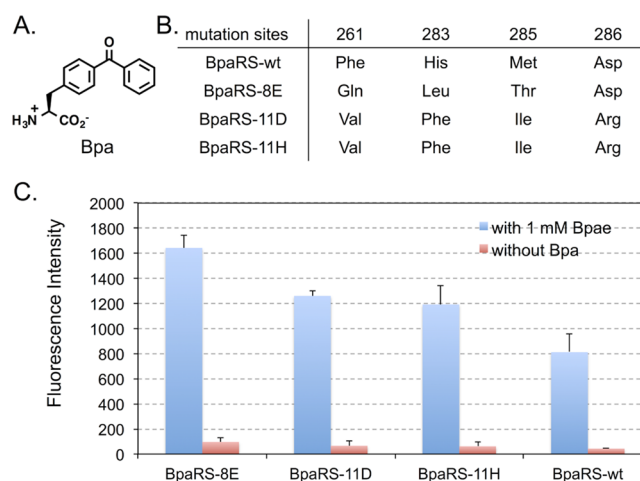 A.
O
H3N+ CO2-
Bpa
B.
mutation sites 261 283 285 286
BpaRS-wt Phe His Met Asp
BpaRS-8E Gln Leu Thr Asp
BpaRS-11D Val Phe Ile Arg
BpaRS-11H Val Phe Ile Arg
C.
Fluorescence Intensity
2000
1800
1600
1400
1200
1000
800
600
400
200
0
with 1 mM Bpae
without Bpa
BpaRS-8E BpaRS-11D BpaRS-11H BpaRS-wt